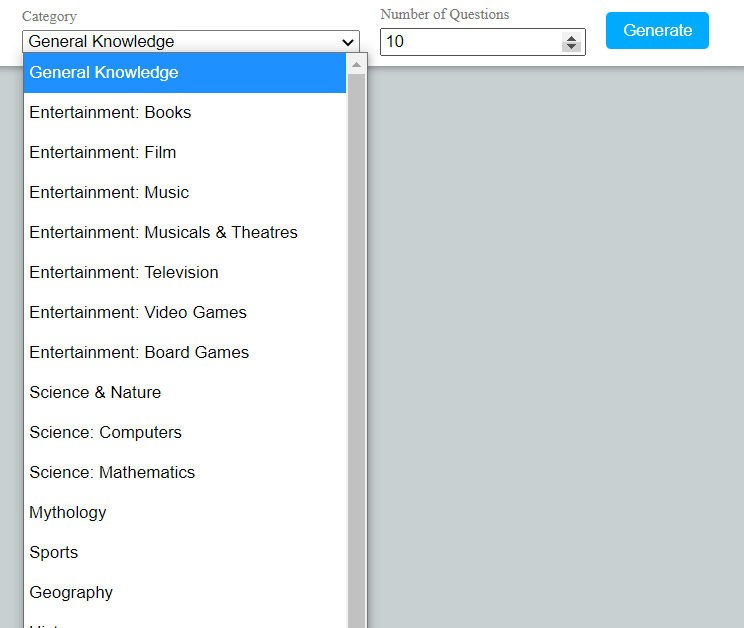 Category
Number of Questions
General Knowledge
10
Generate
General Knowledge
Entertainment: Books
Entertainment: Film
Entertainment: Music
Entertainment: Musicals & Theatres
Entertainment: Television
Entertainment: Video Games
Entertainment: Board Games
Science & Nature
Science: Computers
Science: Mathematics
Mythology
Sports
Geography